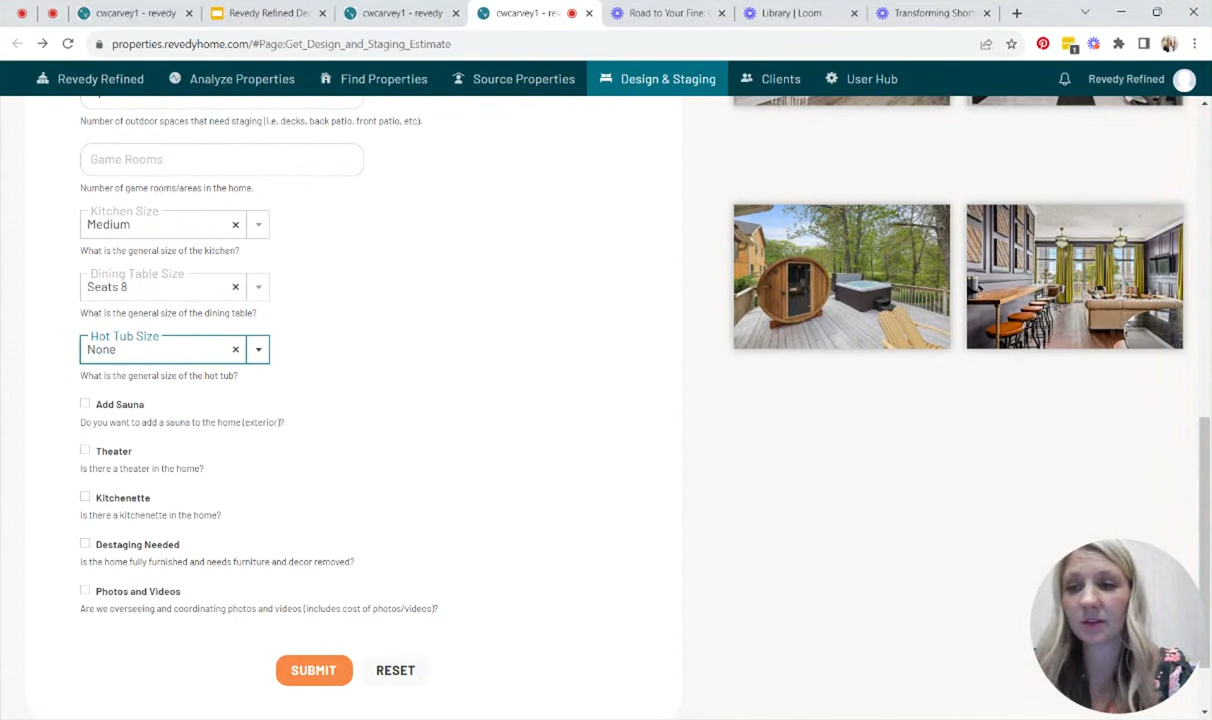 cwcarvey1 - revedy
Revedy Refined De
cwcarvey1 - revedy
cwcarvey1 - rev
Road to Your Fine
Library | Loom
Transforming Short
properties.revedyhome.com/#Page:Get_Design_and_Staging_Estimate
1
Revedy Refined
Analyze Properties
Find Properties
Source Properties
Design & Staging
Clients
User Hub
Revedy Refined
Number of outdoor spaces that need staging (i.e. decks, back patio, front patio, etc).
Game Rooms
Number of game rooms/areas in the home.
Kitchen Size
Medium
What is the general size of the kitchen?
Dining Table Size
Seats 8
What is the general size of the dining table?
Hot Tub Size
None
What is the general size of the hot tub?
Add Sauna
Do you want to add a sauna to the home (exterior)?
Theater
Is there a theater in the home?
Kitchenette
Is there a kitchenette in the home?
Destaging Needed
Is the home fully furnished and needs furniture and decor removed?
Photos and Videos
Are we overseeing and coordinating photos and videos (includes cost of photos/videos)?
SUBMIT
RESET